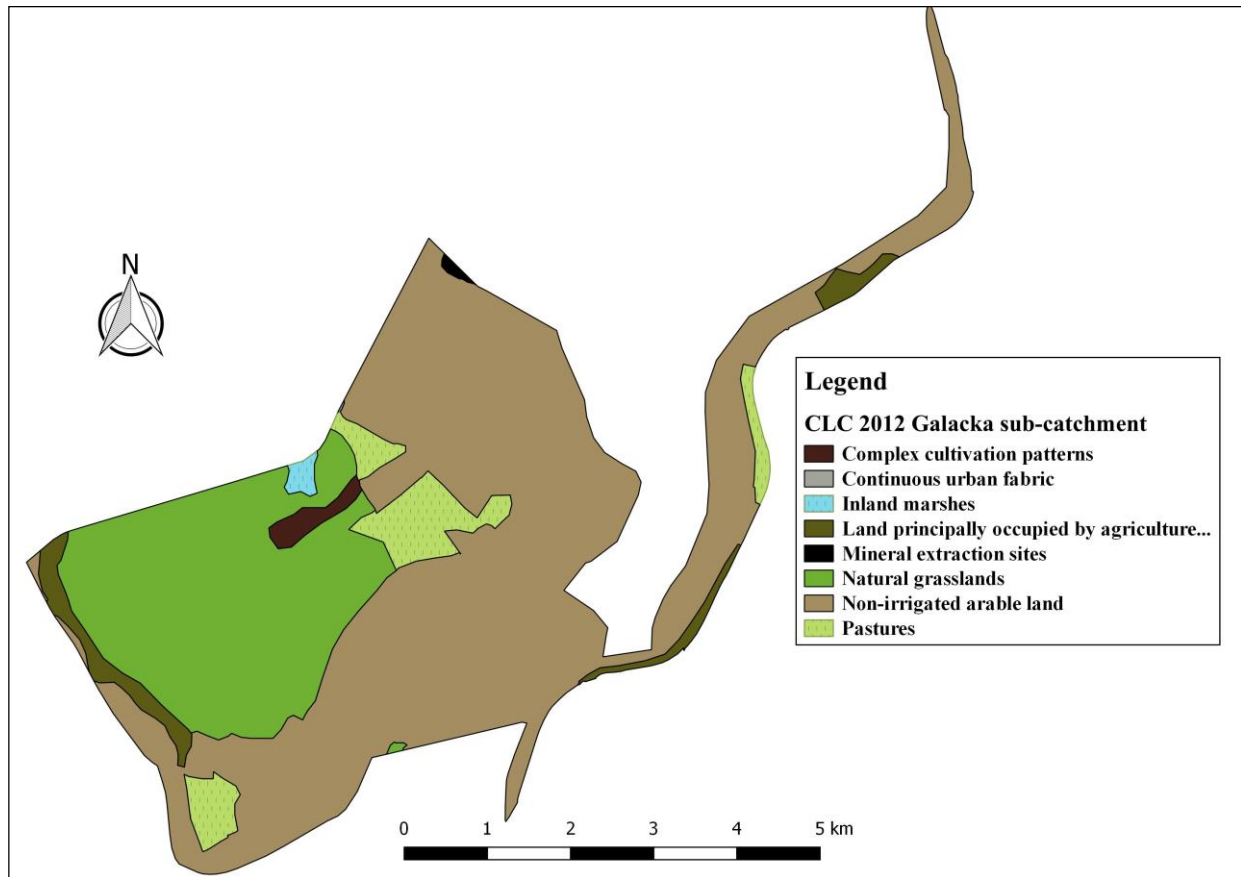 N
Legend
CLC 2012 Galacka sub-catchment
Complex cultivation patterns
Continuous urban fabric
Inland marshes
Land principally occupied by agriculture...
Mineral extraction sites
Natural grasslands
Non-irrigated arable land
Pastures
0 1 2 3 4 5 km